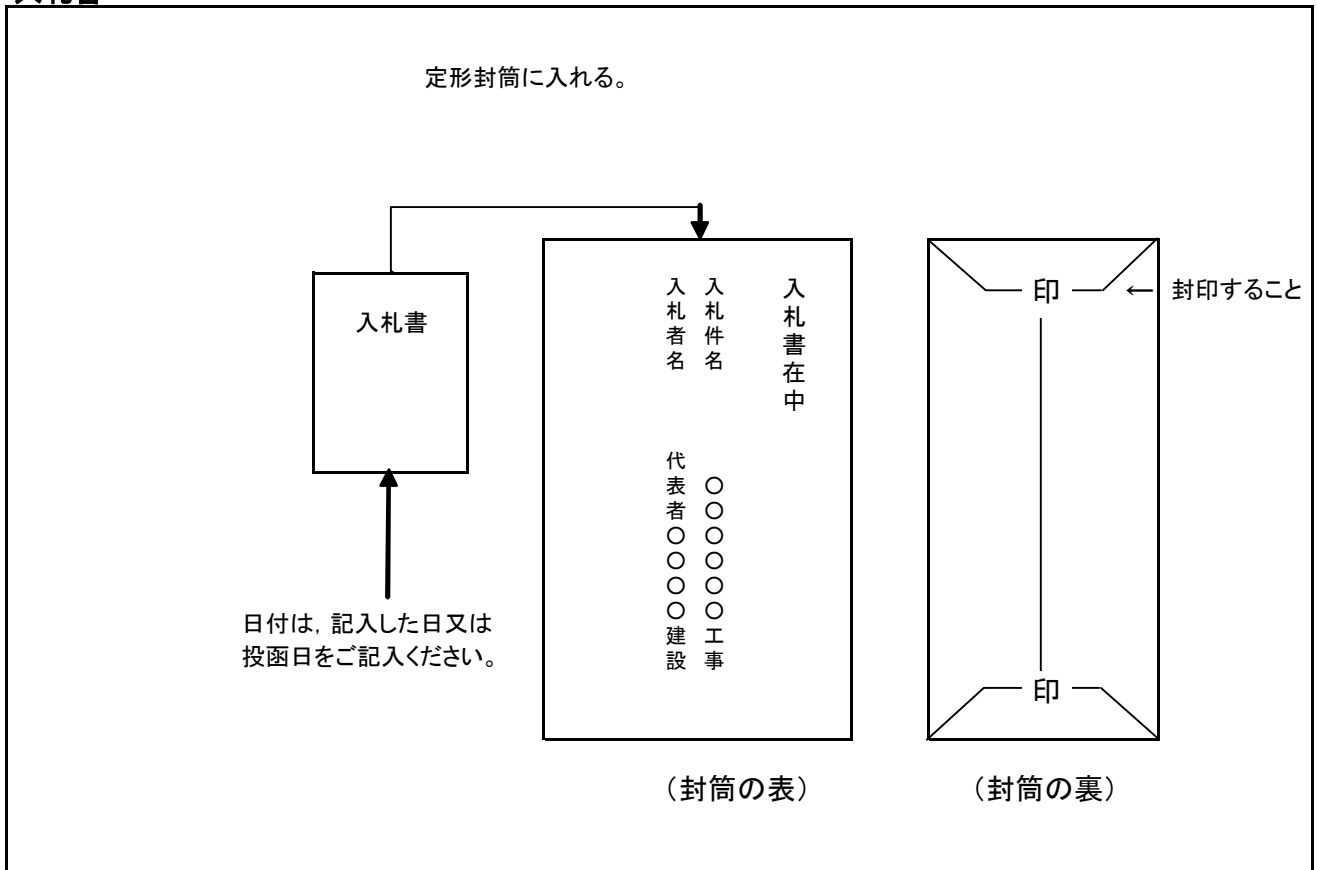 定形封筒に入れる。
入札書
日付は，記入した日又は
投函日をご記入ください。
入札書在中
入札件名　　○○○○○○工事
入札者名　　代表者○○○○建設
（封筒の表）
印
← 封印すること
印
（封筒の裏）